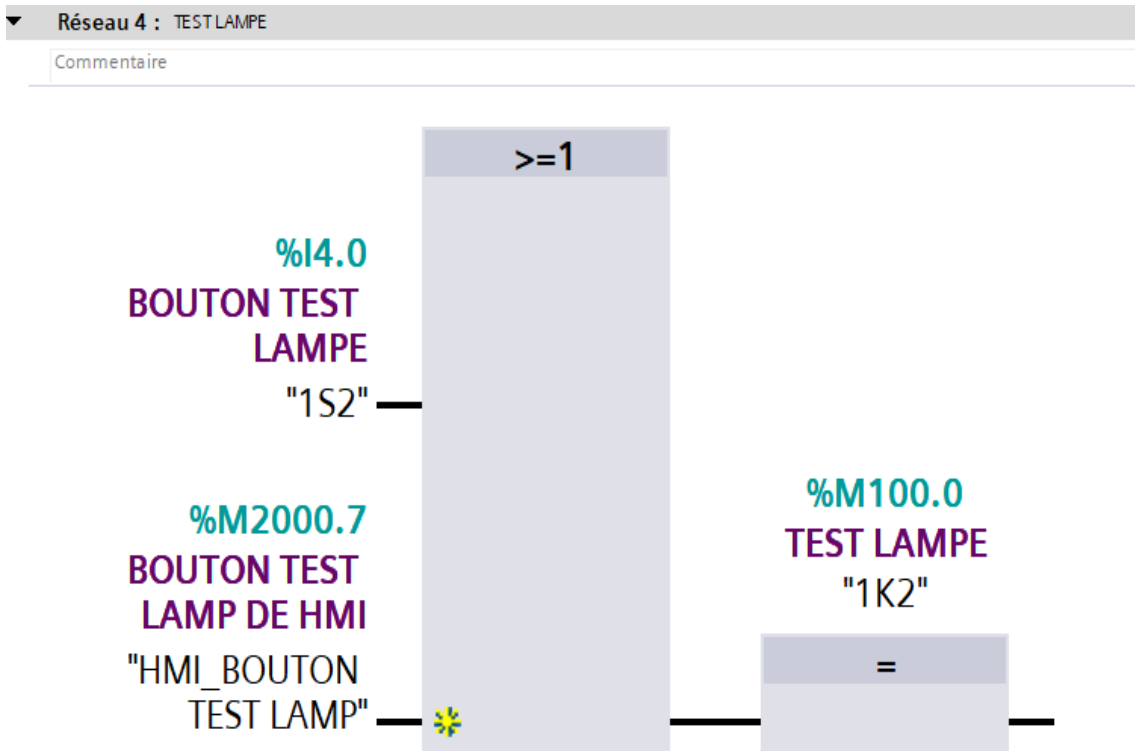 Réseau 4 : TEST LAMPE
Commentaire
>=1
%I4.0
BOUTON TEST
LAMPE
"1S2"
%M2000.7
BOUTON TEST
LAMP DE HMI
"HMI_BOUTON
TEST LAMP"
%M100.0
TEST LAMPE
"1K2"
=